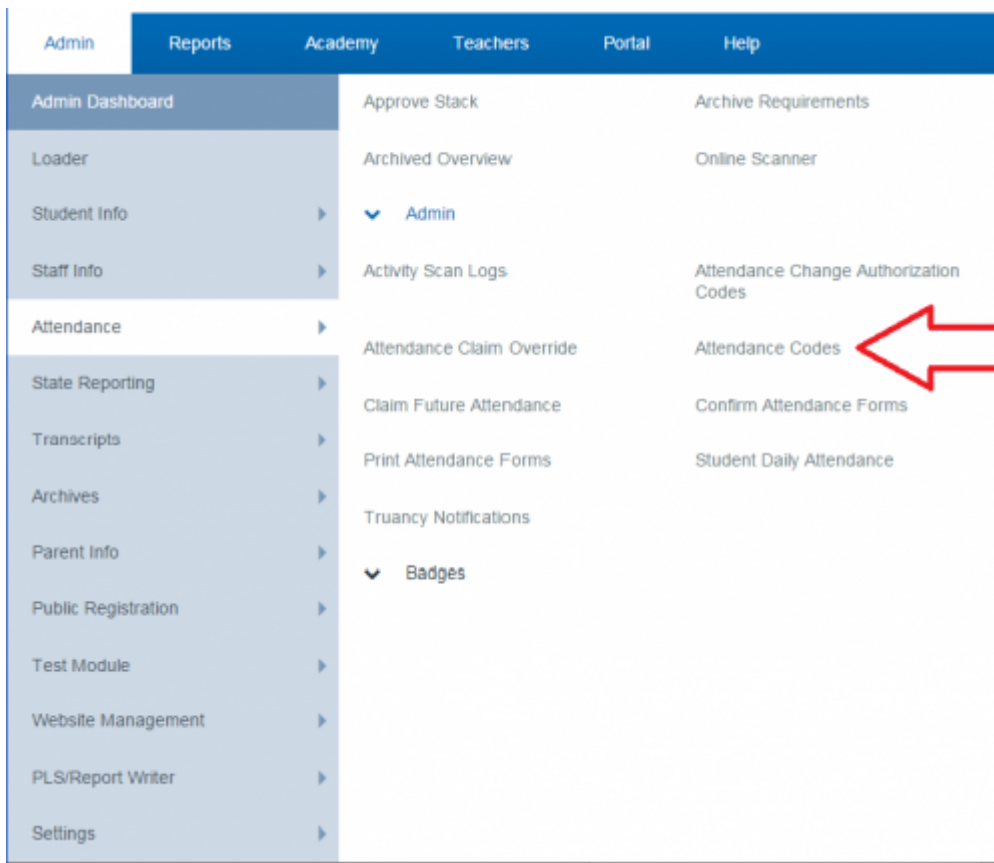 Admin Reports Academy Teachers Portal Help
Admin Dashboard
Loader
Student Info
Staff Info
Attendance
State Reporting
Transcripts
Archives
Parent Info
Public Registration
Test Module
Website Management
PLS/Report Writer
Settings
Approve Stack Archive Requirements
Archived Overview Online Scanner
Admin
Activity Scan Logs Attendance Change Authorization
Codes
Attendance Claim Override Attendance Codes
Claim Future Attendance Confirm Attendance Forms
Print Attendance Forms Student Daily Attendance
Truancy Notifications
Badges